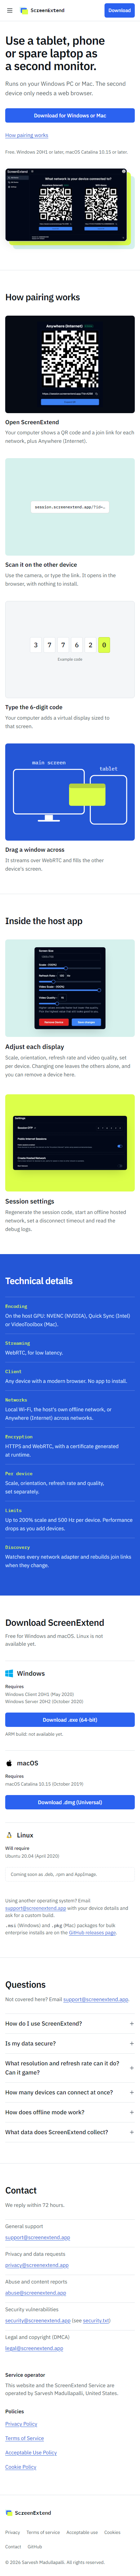 ScreenExtend
Download
Use a tablet, phone
or spare laptop as
a second monitor.
Runs on your Windows PC or Mac. The second
device only needs a web browser.
Download for Windows or Mac
How pairing works
Free. Windows 20H1 or later, macOS Catalina 10.15 or later.
ScreenExtend
How pairing works
Anywhere (Internet)
Open ScreenExtend
Your computer shows a QR code and a join link for each
network, plus Anywhere (Internet).
session.screenextend.app/?id=…
Scan it on the other device
Use the camera, or type the link. It opens in the
browser, with nothing to install.
3 7 7 6 2 0
Example code
Type the 6-digit code
Your computer adds a virtual display sized to
that screen.
main screen
tablet
Drag a window across
It streams over WebRTC and fills the other
device's screen.
Inside the host app
Adjust each display
Scale, orientation, refresh rate and video quality, set
per device. Changing one leaves the others alone, and
you can remove a device here.
Settings
Session settings
Regenerate the session code, start an offline hosted
network, set a disconnect timeout and read the
debug logs.
Technical details
Encoding
On the host GPU: NVENC (NVIDIA), Quick Sync (Intel)
or VideoToolbox (Mac).
Streaming
WebRTC, for low latency.
Client
Any device with a modern browser. No app to install.
Networks
Local Wi-Fi, the host's own offline network, or
Anywhere (Internet) across networks.
Encryption
HTTPS and WebRTC, with a certificate generated
at runtime.
Per device
Scale, orientation, refresh rate and quality,
set separately.
Limits
Up to 200% scale and 500 Hz per device. Performance
drops as you add devices.
Discovery
Watches every network adapter and rebuilds join links
when they change.
Download ScreenExtend
Free for Windows and macOS. Linux is not
available yet.
Windows
Requires
Windows Client 20H1 (May 2020)
Windows Server 20H2 (October 2020)
Download .exe (64-bit)
ARM build: not available yet.
macOS
Requires
macOS Catalina 10.15 (October 2019)
Download .dmg (Universal)
Linux
Will require
Ubuntu 20.04 (April 2020)
Coming soon as .deb, .rpm and AppImage.
Using another operating system? Email
support@screenextend.app with your device details and
ask for a custom build.
.msi (Windows) and .pkg (Mac) packages for bulk
enterprise installs are on the GitHub releases page.
Questions
Not covered here? Email support@screenextend.app.
How do I use ScreenExtend?
Is my data secure?
What resolution and refresh rate can it do?
Can it game?
How many devices can connect at once?
How does offline mode work?
What data does ScreenExtend collect?
Contact
We reply within 72 hours.
General support
support@screenextend.app
Privacy and data requests
privacy@screenextend.app
Abuse and content reports
abuse@screenextend.app
Security vulnerabilities
security@screenextend.app (see security.txt)
Legal and copyright (DMCA)
legal@screenextend.app
Service operator
This website and the ScreenExtend Service are
operated by Sarvesh Madullapalli, United States.
Policies
Privacy Policy
Terms of Service
Acceptable Use Policy
Cookie Policy
ScreenExtend
Privacy Terms of service Acceptable use Cookies
Contact GitHub
© 2026 Sarvesh Madullapalli. All rights reserved.